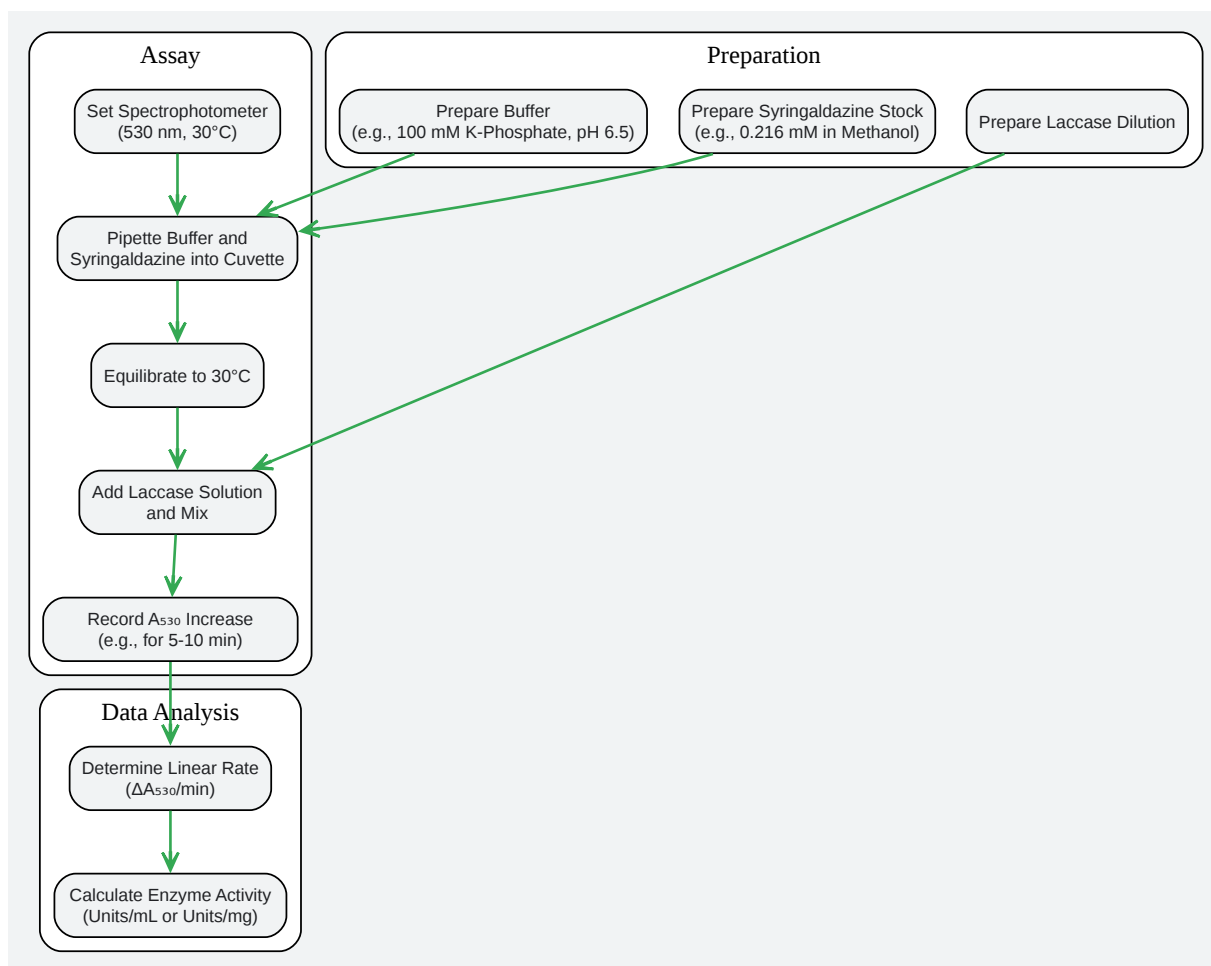 Assay
Set Spectrophotometer
(530 nm, 30°C)
Pipette Buffer and
Syringaldazine into Cuvette
Equilibrate to 30°C
Add Laccase Solution
and Mix
Record A₅₃₀ Increase
(e.g., for 5-10 min)
Preparation
Prepare Buffer
(e.g., 100 mM K-Phosphate, pH 6.5)
Prepare Syringaldazine Stock
(e.g., 0.216 mM in Methanol)
Prepare Laccase Dilution
Data Analysis
Determine Linear Rate
(ΔA₅₃₀/min)
Calculate Enzyme Activity
(Units/mL or Units/mg)